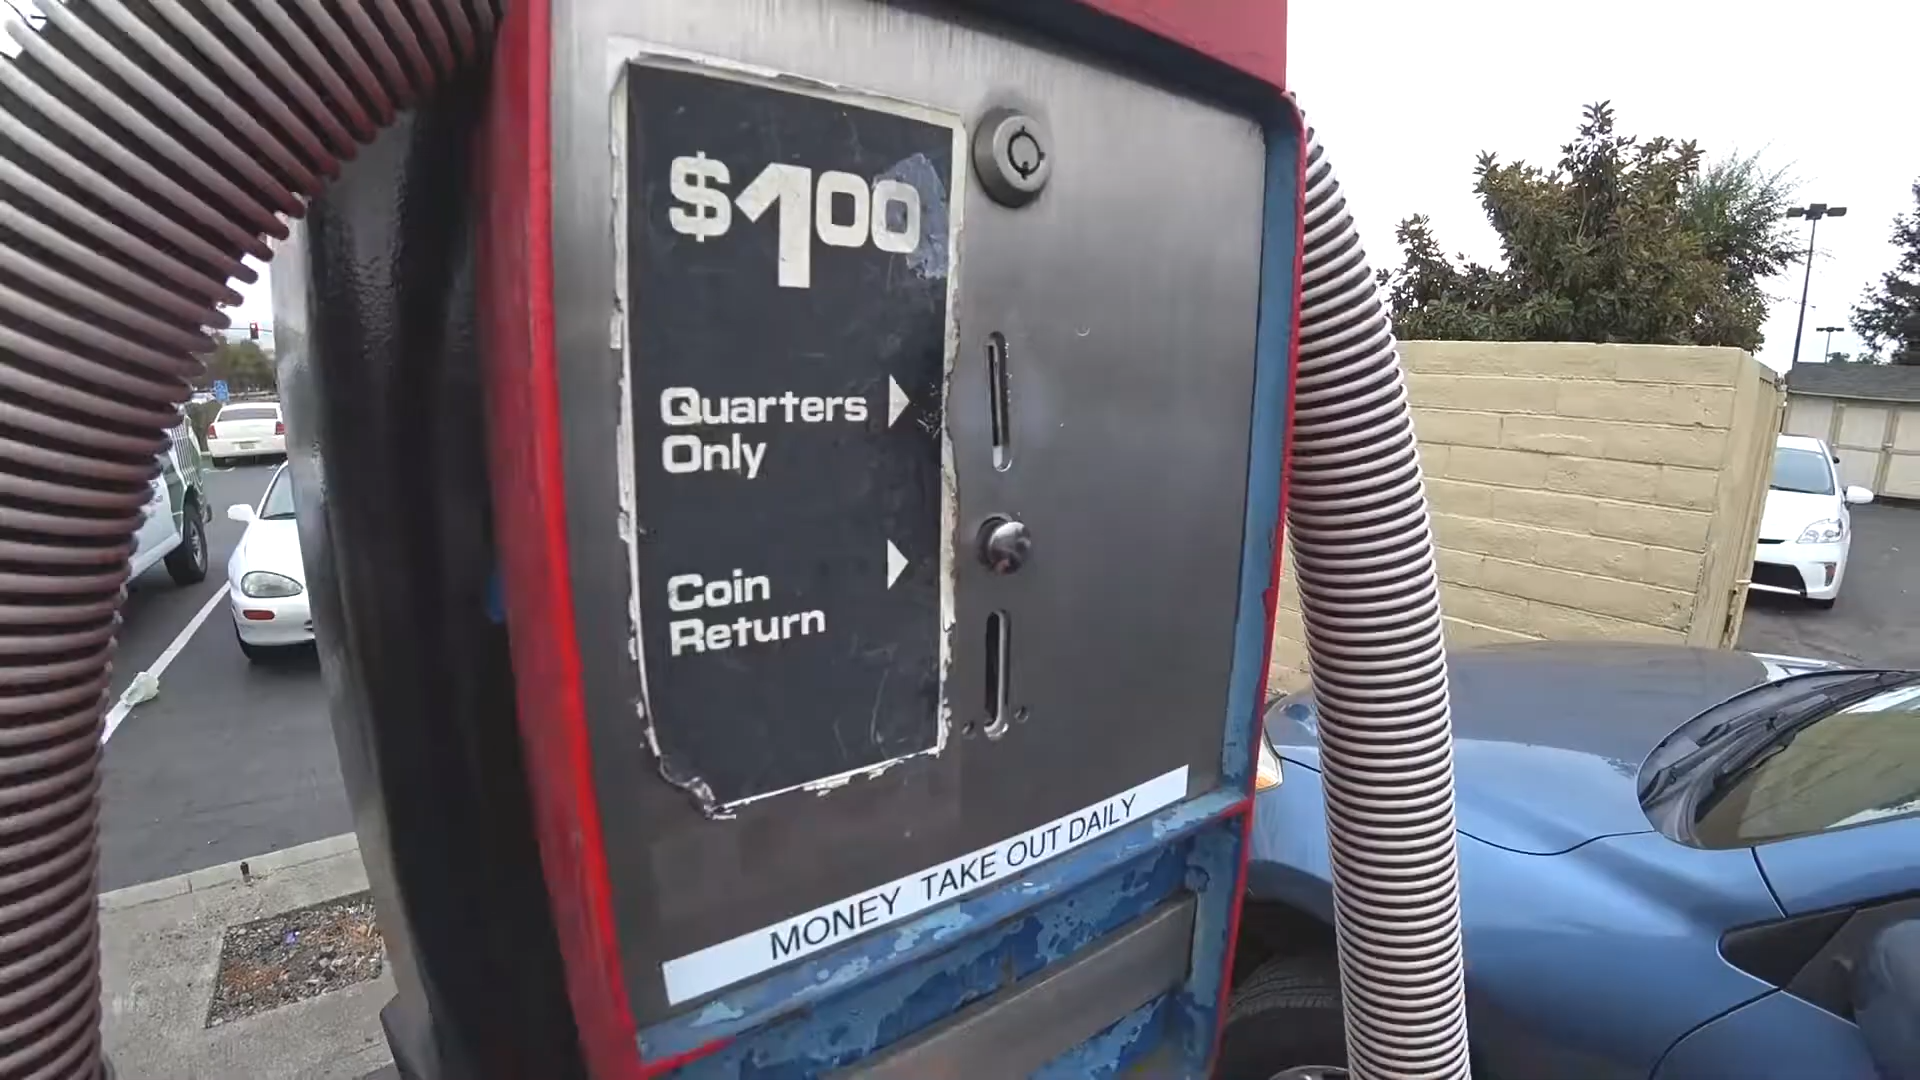 $1.00
Quarters
Only
Coin
Return
MONEY TAKE OUT DAILY